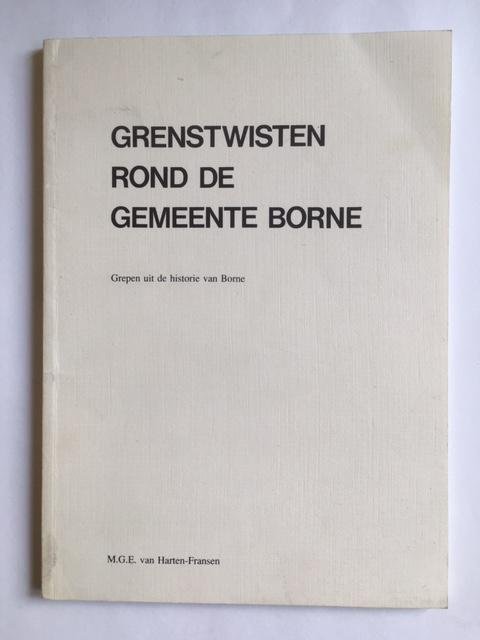 GRENSTWISTEN
ROND DE
GEMEENTE BORNE
Grepen uit de historie van Borne
M.G.E. van Harten-Fransen